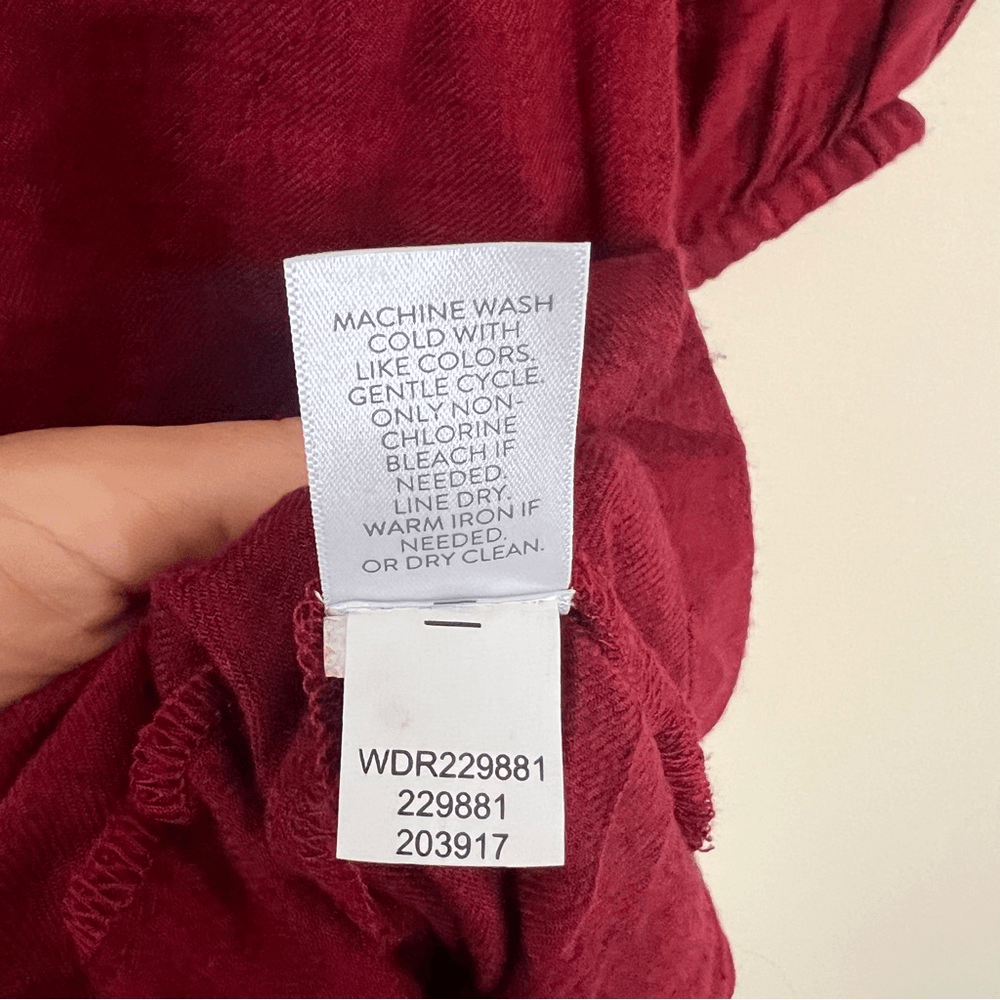 MACHINE WASH
COLD WITH
LIKE COLORS.
GENTLE CYCLE.
ONLY NON-
CHLORINE
BLEACH IF
NEEDED.
LINE DRY.
WARM IRON IF
NEEDED.
OR DRY CLEAN.
WDR229881
229881
203917